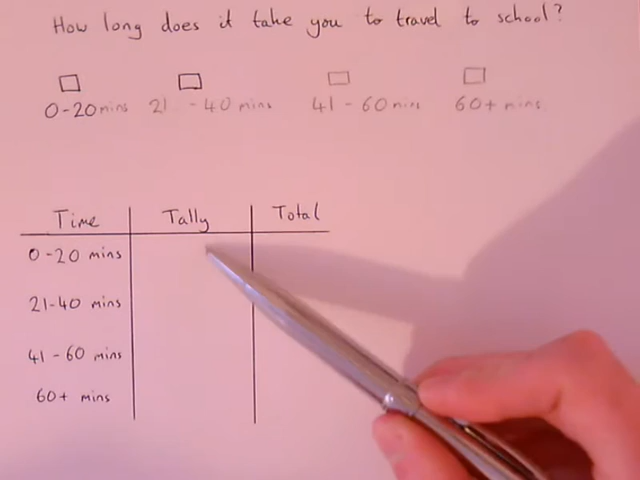 How long does it take you to travel to school?
0-20 mins 21 - 40 mins 41 - 60 mins 60+ mins
Time Tally Total
0-20 mins
21-40 mins
41 - 60 mins
60+ mins